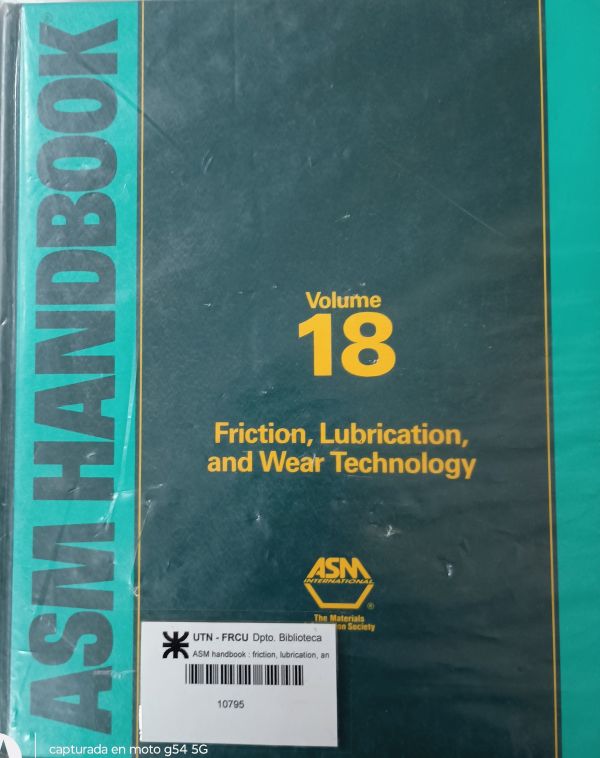 ASM HANDBOOK®
Volume
18
Friction, Lubrication,
and Wear Technology
ASM
INTERNATIONAL
®
The Materials
Society
UTN - FRCU Dpto. Biblioteca
ASM handbook : friction, lubrication, an
10795
capturada en moto g54 5G